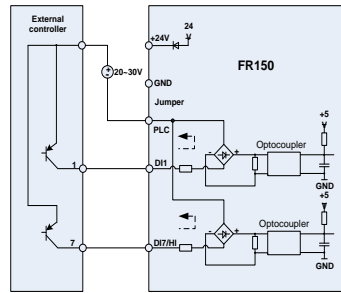 External
controller
24
+24V
FR150
20~30V
GND
+5
Jumper
PLC
Optocoupler
1
DI1
- +
GND
+5
Optocoupler
7
DI7/HI
- +
GND